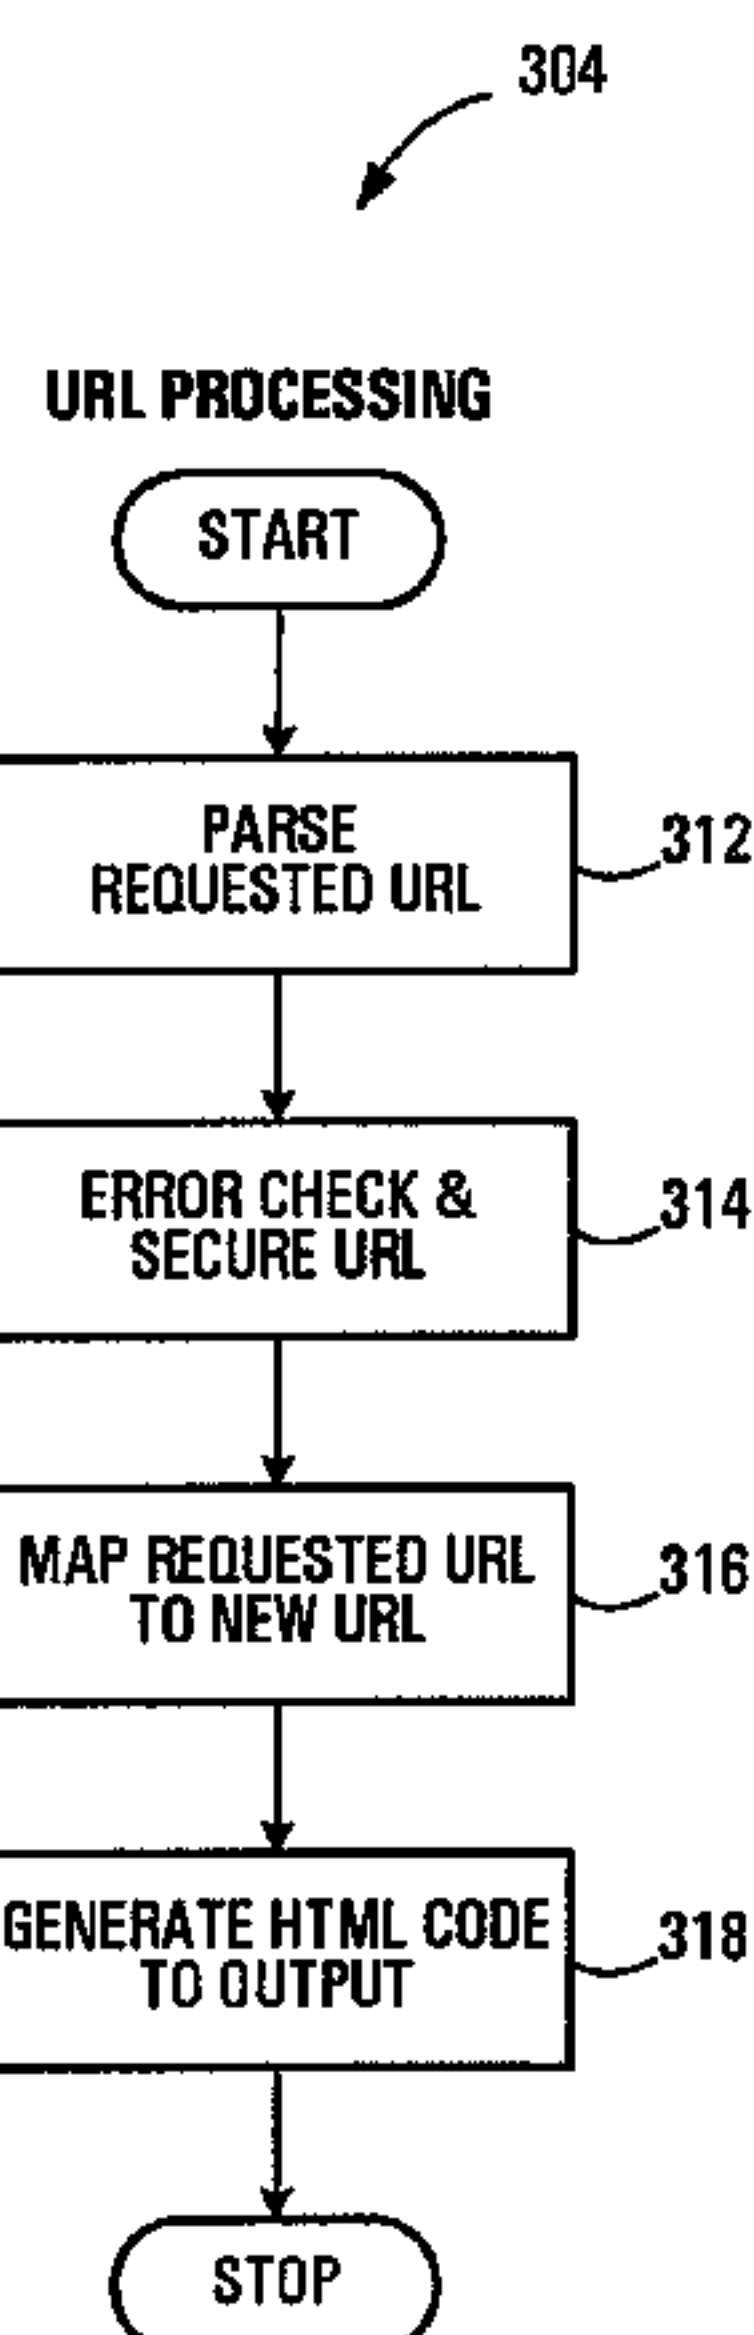 304
URL PROCESSING
START
PARSE
REQUESTED URL
312
ERROR CHECK &
SECURE URL
314
MAP REQUESTED URL
TO NEW URL
316
GENERATE HTML CODE
TO OUTPUT
318
STOP